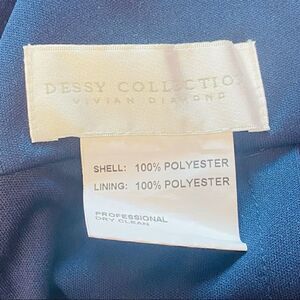 DESSY COLLECTIO
VIVIAN DIAMOND
SHELL: 100% POLYESTER
LINING: 100% POLYESTER
PROFESSIONAL
DRY CLEAN